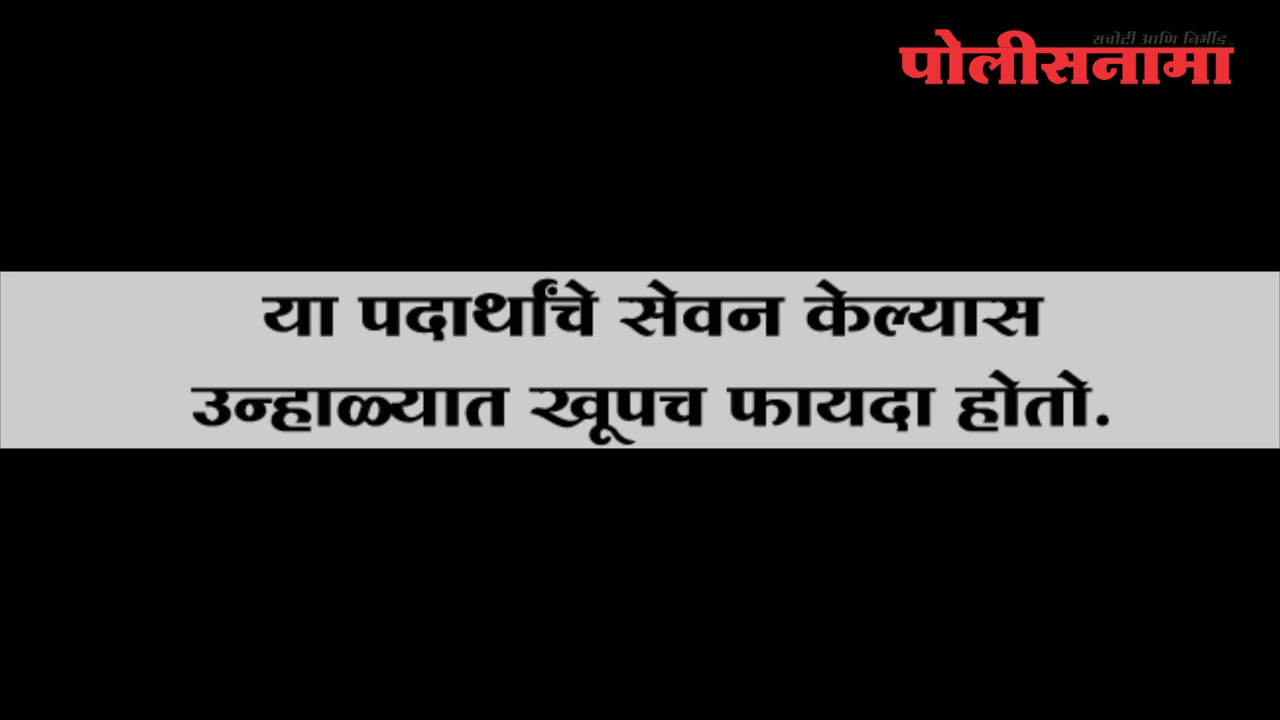 सचोटी आणि निर्भीड
पोलीसनामा
या पदार्थांचे सेवन केल्यास
उन्हाळ्यात खूपच फायदा होतो.